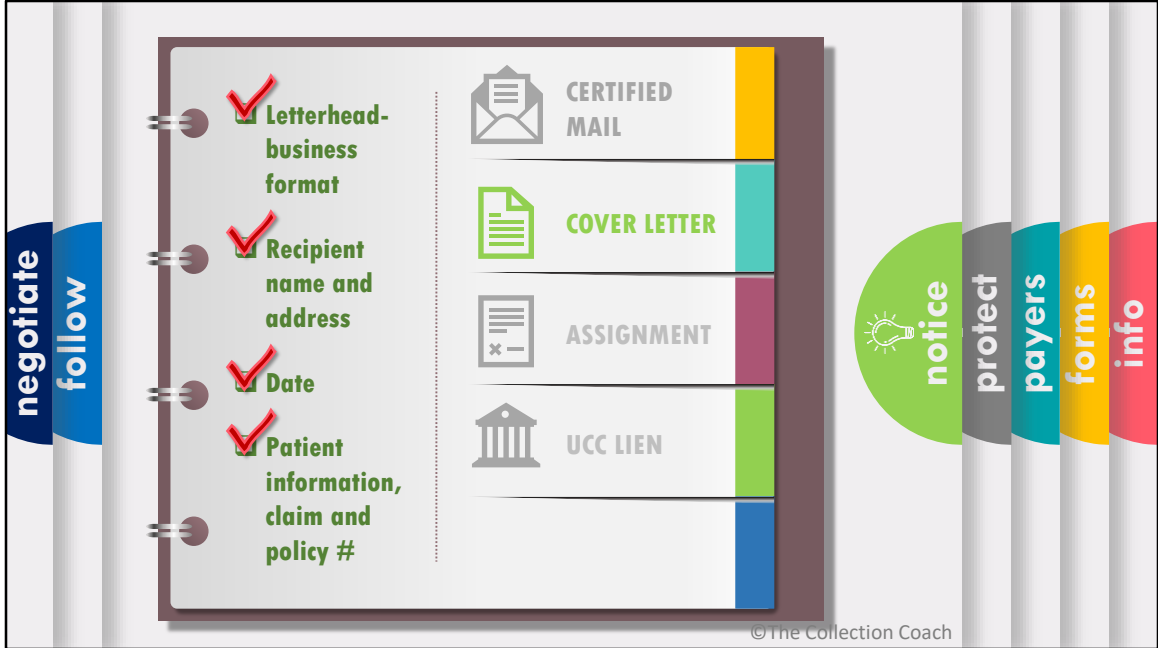 negotiate
follow
Letterhead-
business
format
Recipient
name and
address
Date
Patient
information,
claim and
policy #
CERTIFIED
MAIL
COVER LETTER
ASSIGNMENT
UCC LIEN
notice
protect
payers
forms
info
©The Collection Coach